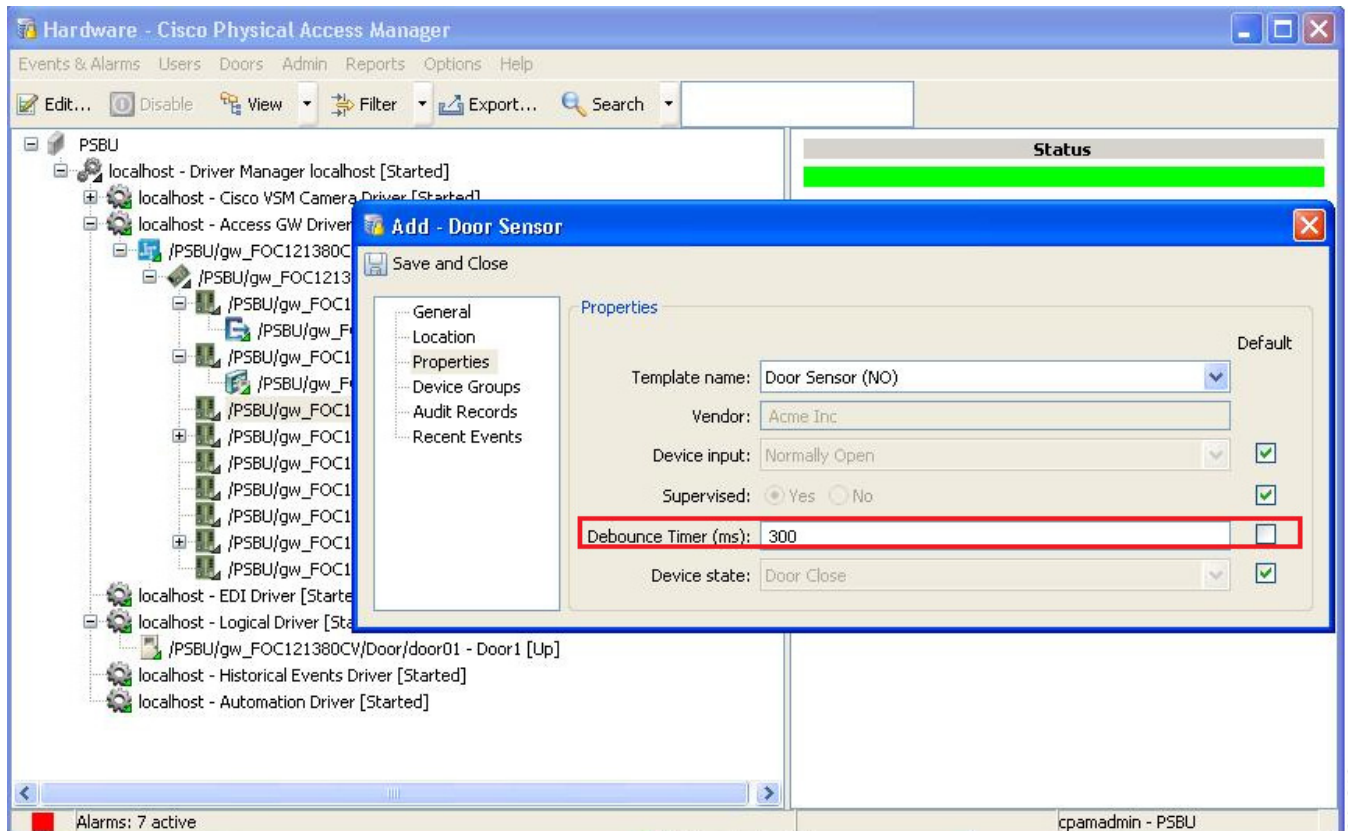 Hardware - Cisco Physical Access Manager
Events & Alarms Users Doors Admin Reports Options Help
Edit... Disable View Filter Export... Search
PSBU
localhost - Driver Manager localhost [Started]
localhost - Cisco VSM Camera Driver [Started]
localhost - Access GW Driver
/PSBU/gw_FOC121380C
/PSBU/gw_FOC1213
/PSBU/gw_FOC1
/PSBU/gw_F
/PSBU/gw_FOC1
/PSBU/gw_F
/PSBU/gw_FOC1
/PSBU/gw_FOC1
/PSBU/gw_FOC1
/PSBU/gw_FOC1
/PSBU/gw_FOC1
/PSBU/gw_FOC1
/PSBU/gw_FOC1
localhost - EDI Driver [Starte
localhost - Logical Driver [Sta
/PSBU/gw_FOC121380CV/Door/door01 - Door1 [Up]
localhost - Historical Events Driver [Started]
localhost - Automation Driver [Started]
Status
Add - Door Sensor
Save and Close
General
Location
Properties
Device Groups
Audit Records
Recent Events
Properties
Default
Template name: Door Sensor (NO)
Vendor: Acme Inc
Device input: Normally Open
Supervised: Yes No
Debounce Timer (ms): 300
Device state: Door Close
Alarms: 7 active
cpamadmin - PSBU